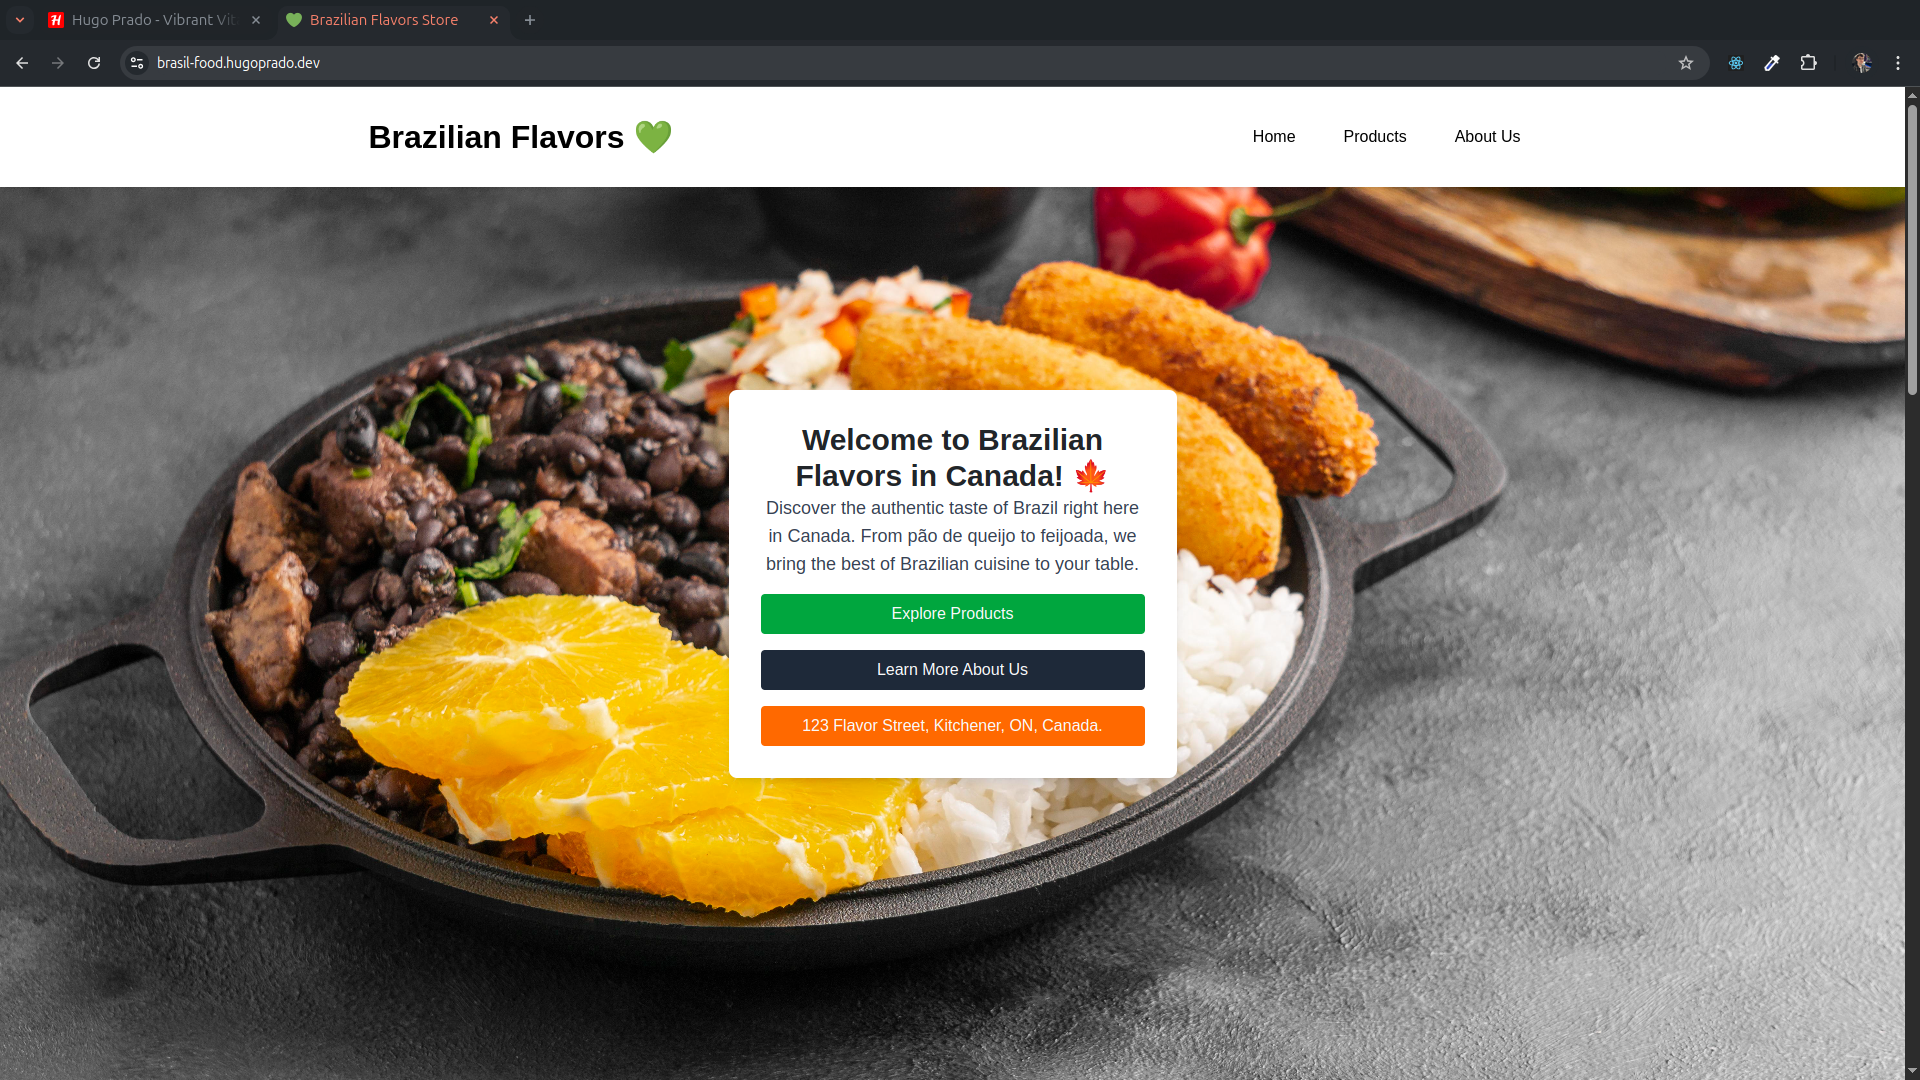 Hugo Prado - Vibrant Vit
Brazilian Flavors Store
brasil-food.hugoprado.dev
Brazilian Flavors 💚
Home
Products
About Us
Welcome to Brazilian
Flavors in Canada! 🍁
Discover the authentic taste of Brazil right here
in Canada. From pão de queijo to feijoada, we
bring the best of Brazilian cuisine to your table.
Explore Products
Learn More About Us
123 Flavor Street, Kitchener, ON, Canada.